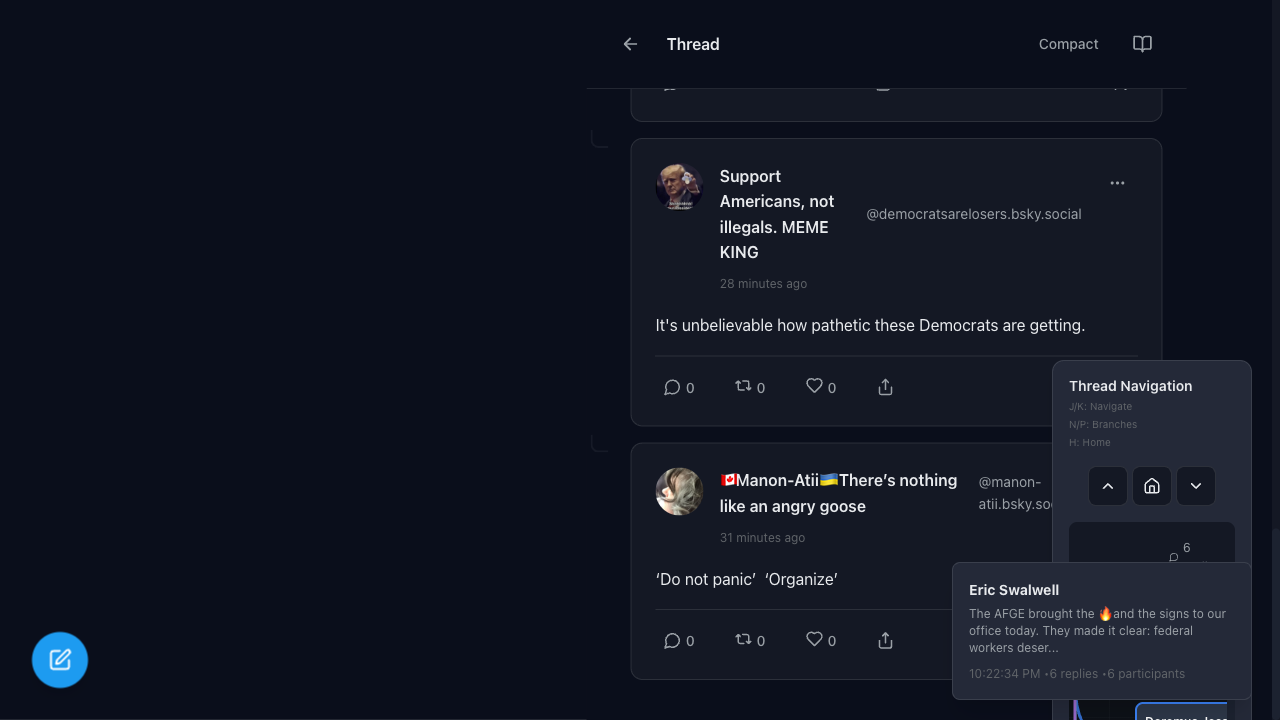 Thread
Compact
Support
Americans, not
illegals. MEME
KING
@democratsarelosers.bsky.social
28 minutes ago
It's unbelievable how pathetic these Democrats are getting.
0
0
0
🇨🇦Manon-Atii🇺🇦There’s nothing
like an angry goose
@manon-
atii.bsky.so
31 minutes ago
‘Do not panic’ ‘Organize’
0
0
0
Thread Navigation
J/K: Navigate
N/P: Branches
H: Home
6
Eric Swalwell
The AFGE brought the 🔥and the signs to our
office today. They made it clear: federal
workers deser...
10:22:34 PM •6 replies •6 participants